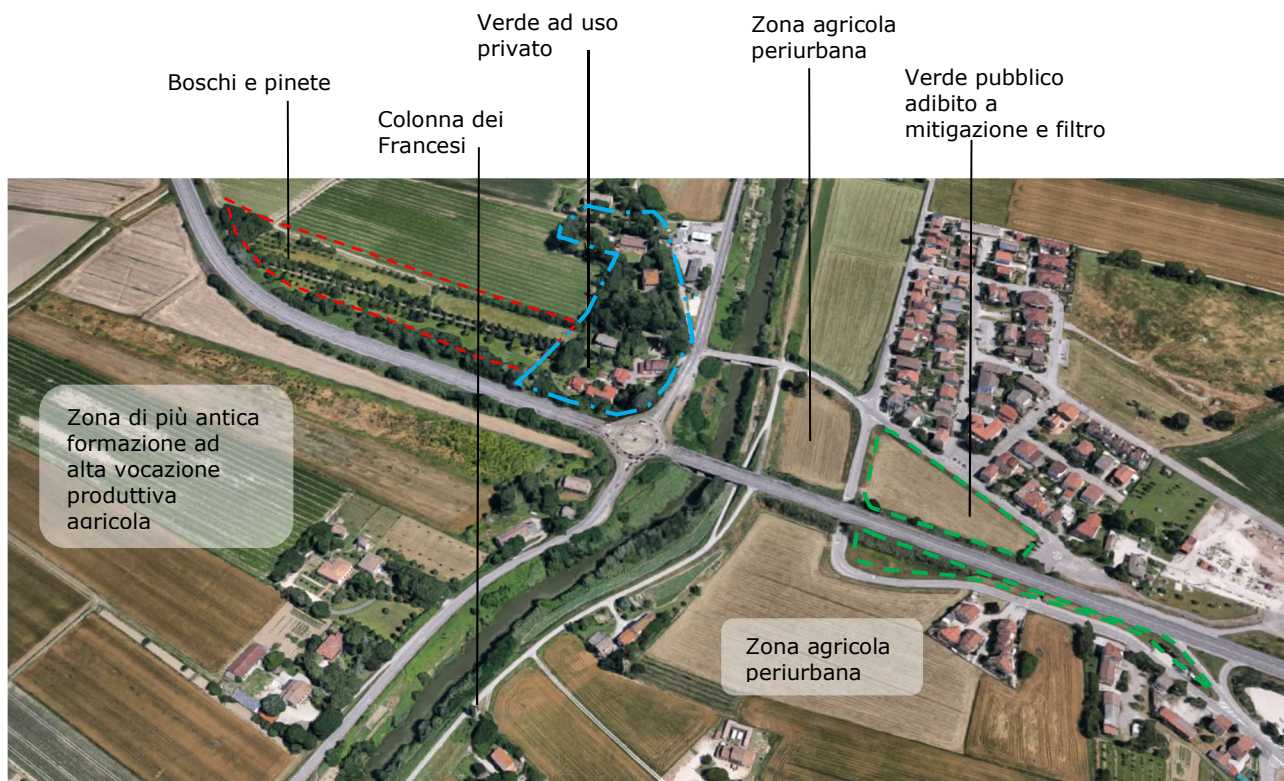 Verde ad uso
privato
Zona agricola
periurbana
Verde pubblico
adibito a
mitigazione e filtro
Boschi e pinete
Colonna dei
Francesi
Zona di più antica
formazione ad
alta vocazione
produttiva
agricola
Zona agricola
periurbana